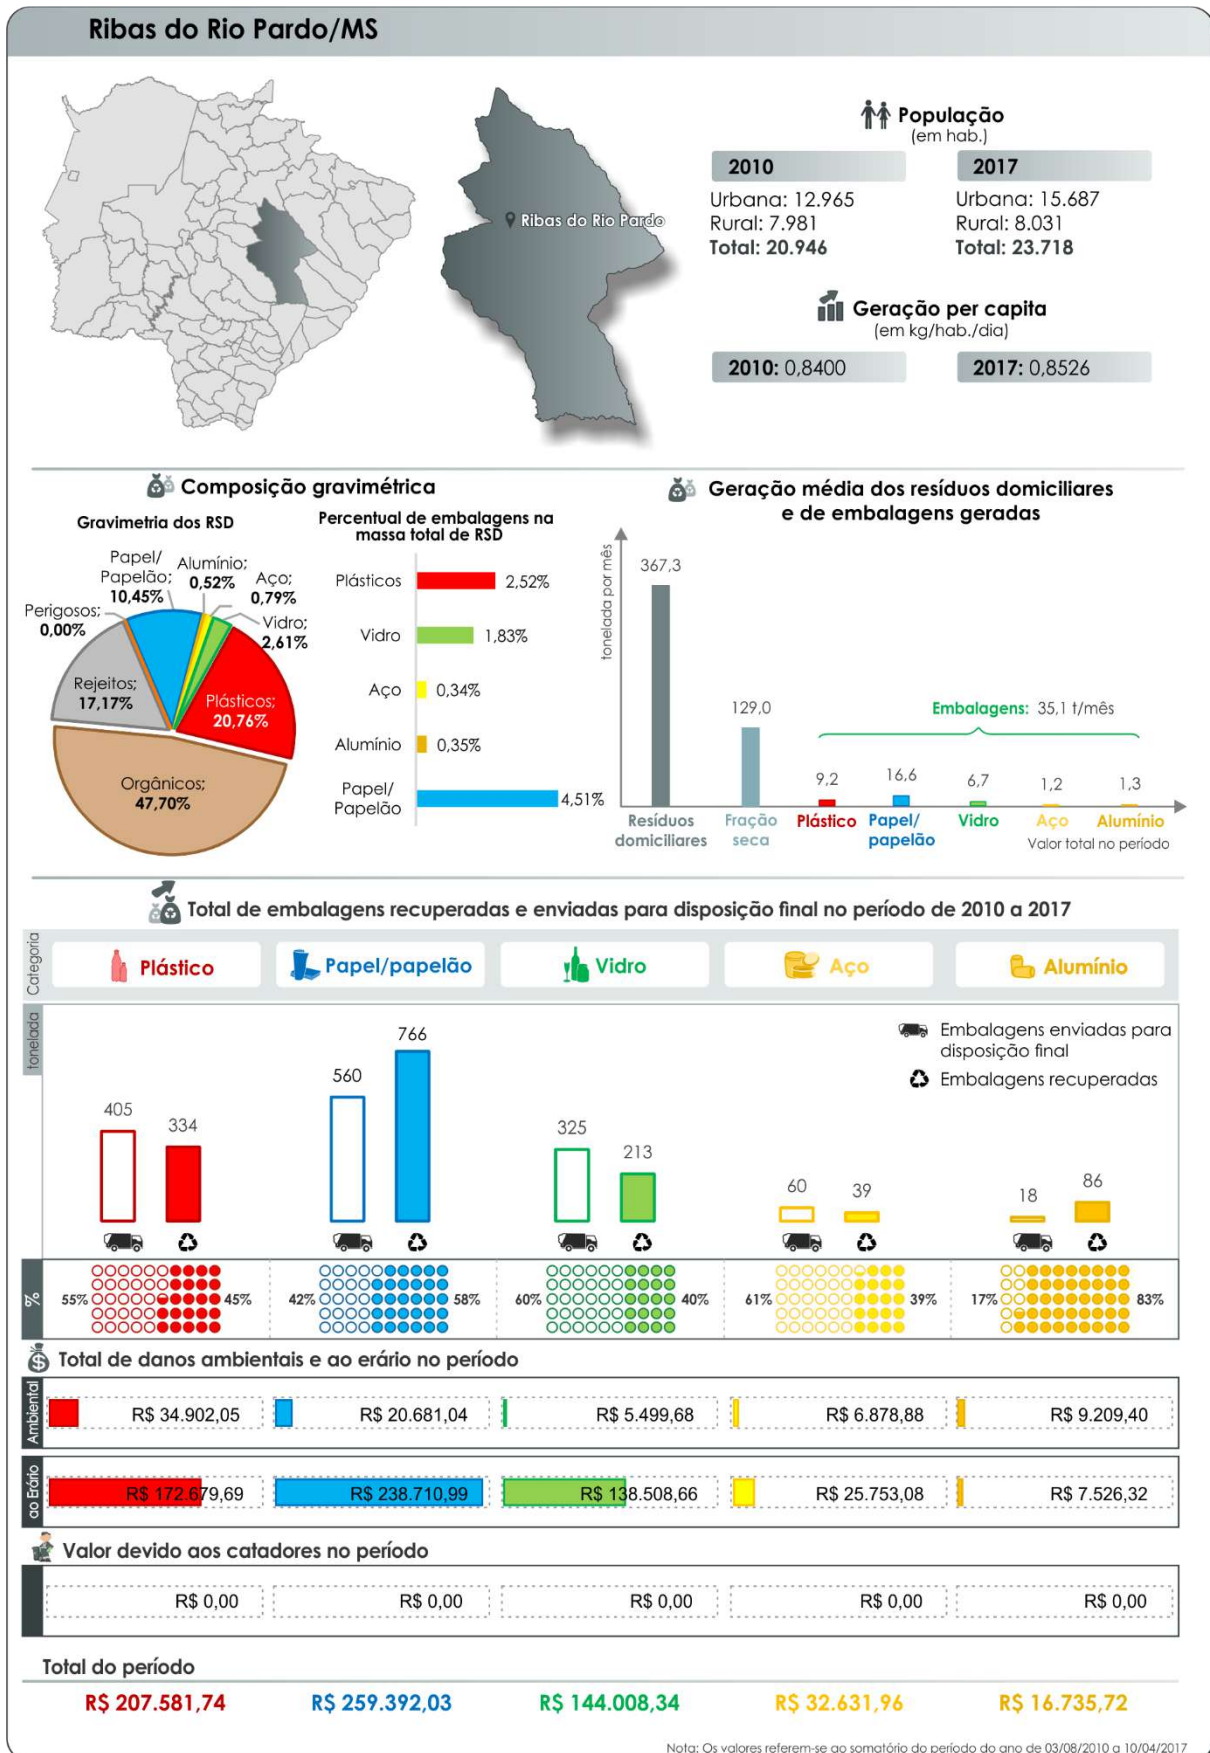 Ribas do Rio Pardo/MS
Ribas do Rio Pardo
População
(em hab.)
2010
Urbana: 12.965
Rural: 7.981
Total: 20.946
2017
Urbana: 15.687
Rural: 8.031
Total: 23.718
Geração per capita
(em kg/hab./dia)
2010: 0,8400
2017: 0,8526
Composição gravimétrica
Gravimetria dos RSD
Papel/
Papelão;
10,45%
Alumínio;
0,52%
Aço;
0,79%
Vidro;
2,61%
Perigosos;
0,00%
Rejeitos;
17,17%
Plásticos;
20,76%
Orgânicos;
47,70%
Percentual de embalagens na
massa total de RSD
Plásticos
2,52%
Vidro
1,83%
Aço
0,34%
Alumínio
0,35%
Papel/
Papelão
4,51%
Geração média dos resíduos domiciliares
e de embalagens geradas
tonelada por mês
367,3
129,0
Embalagens: 35,1 t/mês
9,2
16,6
6,7
1,2
1,3
Resíduos
domiciliares
Fração
seca
Plástico
Papel/
papelão
Vidro
Aço
Alumínio
Valor total no período
Total de embalagens recuperadas e enviadas para disposição final no período de 2010 a 2017
Categoria
Plástico
Papel/papelão
Vidro
Aço
Alumínio
tonelada
Embalagens enviadas para
disposição final
Embalagens recuperadas
405
334
560
766
325
213
60
39
18
86
%
55%
45%
42%
58%
60%
40%
61%
39%
17%
83%
Total de danos ambientais e ao erário no período
Ambiental
R$ 34.902,05
R$ 20.681,04
R$ 5.499,68
R$ 6.878,88
R$ 9.209,40
ao Erário
R$ 172.679,69
R$ 238.710,99
R$ 138.508,66
R$ 25.753,08
R$ 7.526,32
Valor devido aos catadores no período
R$ 0,00
R$ 0,00
R$ 0,00
R$ 0,00
R$ 0,00
Total do período
R$ 207.581,74
R$ 259.392,03
R$ 144.008,34
R$ 32.631,96
R$ 16.735,72
Nota: Os valores referem-se ao somatório do período do ano de 03/08/2010 a 10/04/2017